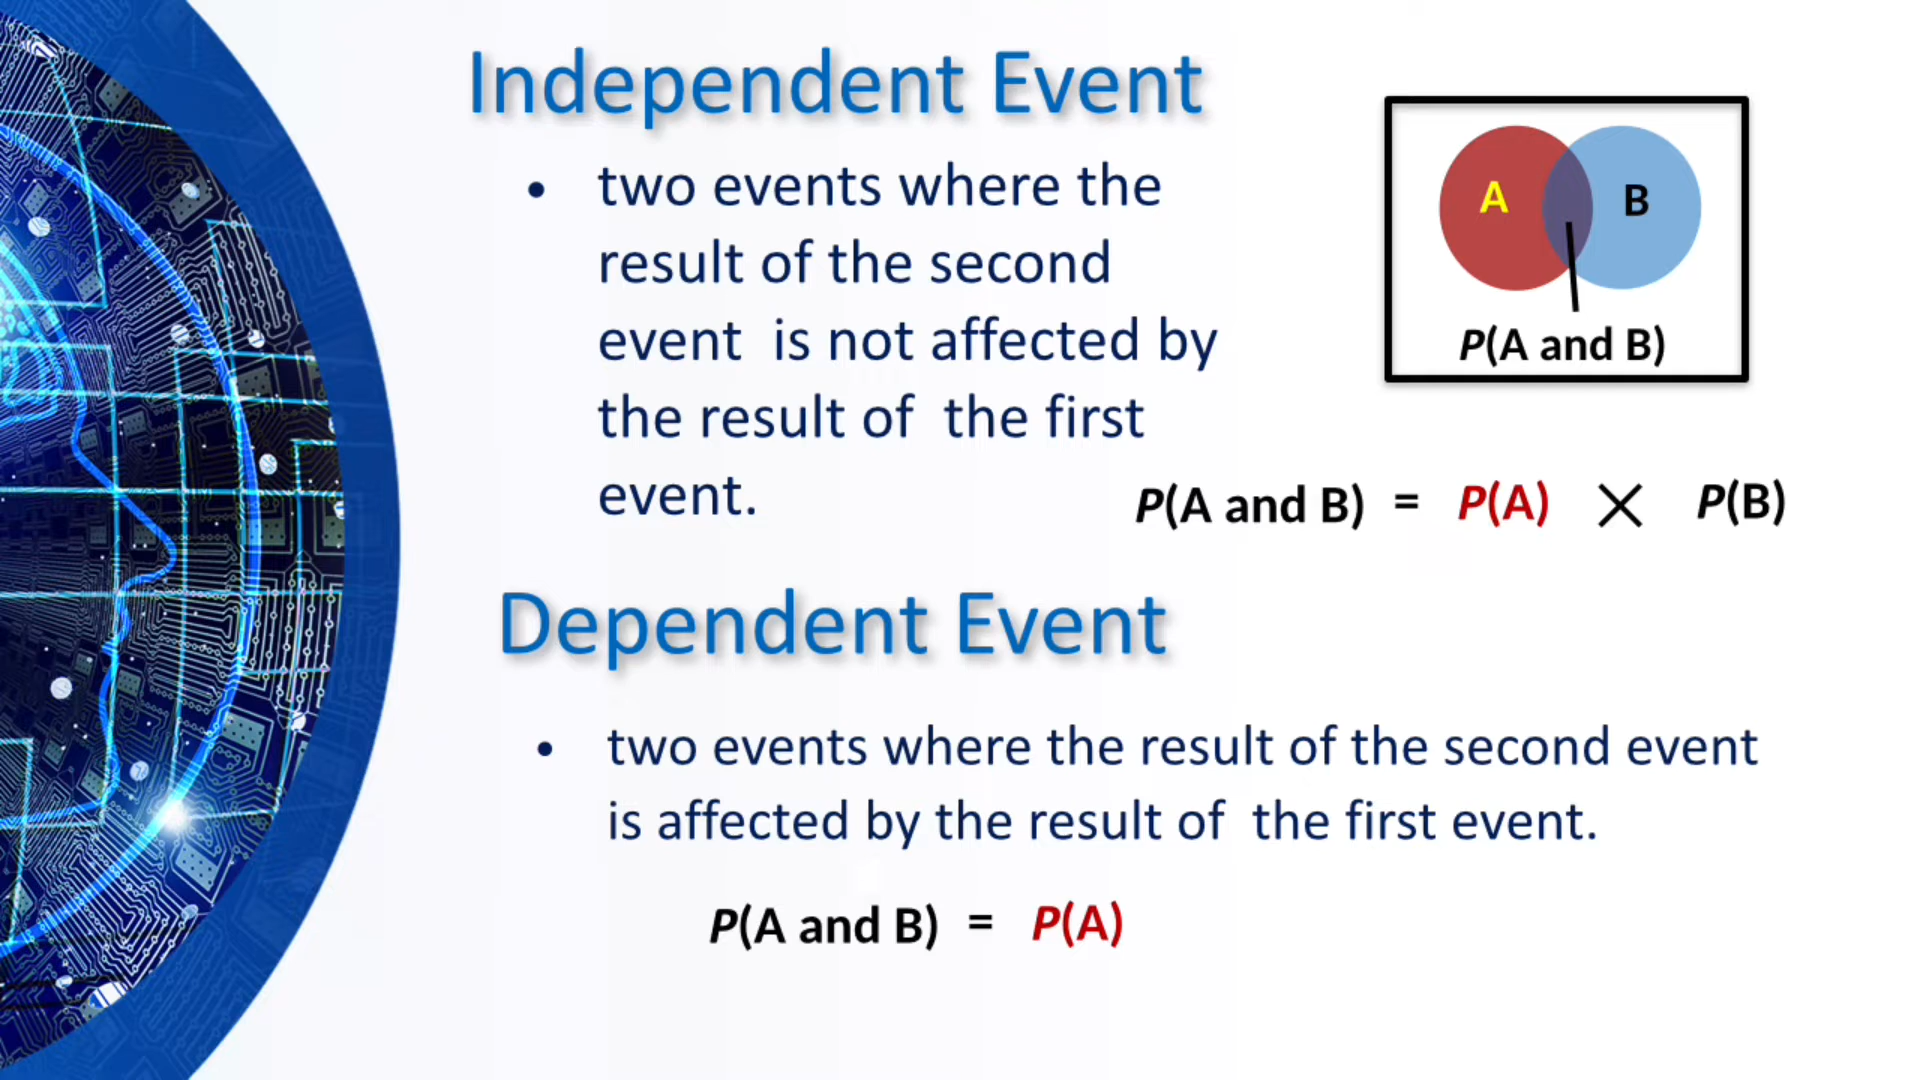 Independent Event
• two events where the
result of the second
event is not affected by
the result of the first
event.
A
B
P(A and B)
P(A and B) = P(A) × P(B)
Dependent Event
• two events where the result of the second event
is affected by the result of the first event.
P(A and B) = P(A)